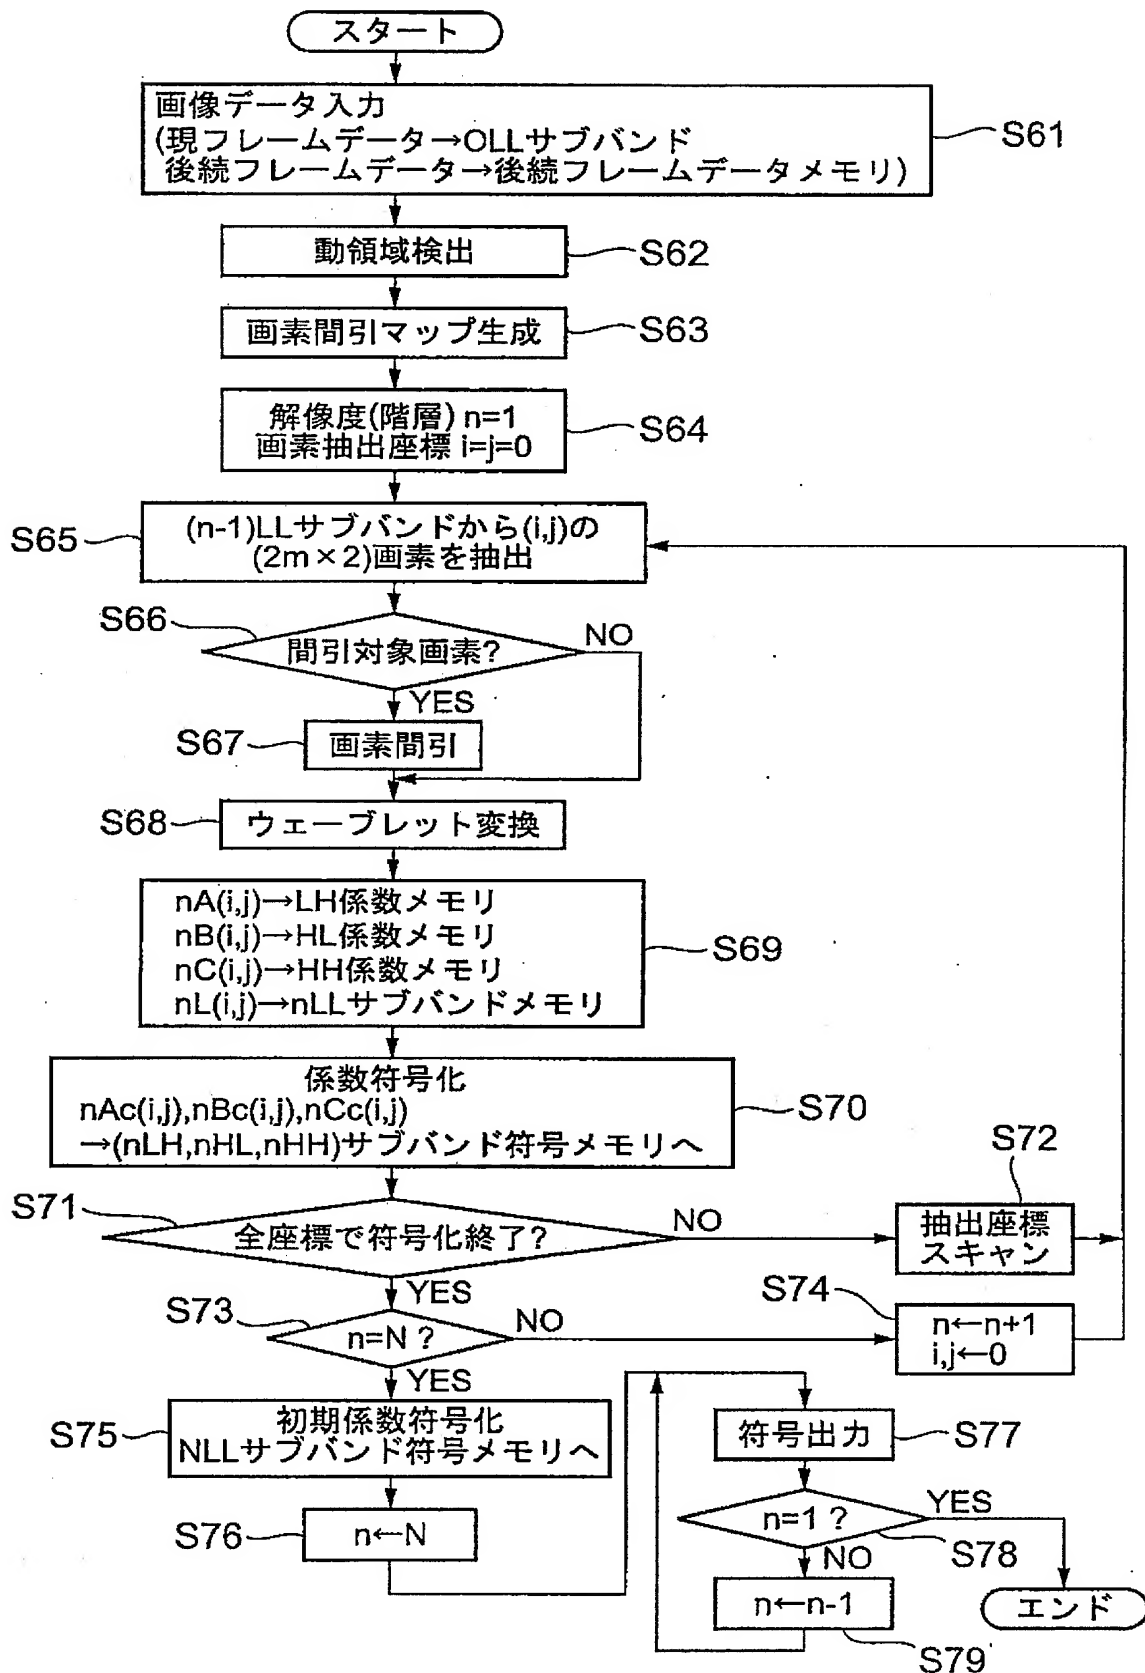 スタート
画像データ入力
(現フレームデータ→OLLサブバンド
後続フレームデータ→後続フレームデータメモリ)
S61
動領域検出
S62
画素間引マップ生成
S63
解像度(階層) n=1
画素抽出座標 i=j=0
S64
S65
(n-1)LLサブバンドから(i,j)の
(2m×2)画素を抽出
S66
間引対象画素?
NO
YES
S67
画素間引
S68
ウェーブレット変換
nA(i,j)→LH係数メモリ
nB(i,j)→HL係数メモリ
nC(i,j)→HH係数メモリ
nL(i,j)→nLLサブバンドメモリ
S69
係数符号化
nAc(i,j),nBc(i,j),nCc(i,j)
→(nLH,nHL,nHH)サブバンド符号メモリへ
S70
S71
全座標で符号化終了?
NO
YES
S72
抽出座標
スキャン
S73
n=N ?
NO
YES
S74
n←n+1
i,j←0
S75
初期係数符号化
NLLサブバンド符号メモリへ
S76
n←N
符号出力
S77
n=1 ?
YES
S78
NO
n←n-1
S79
エンド